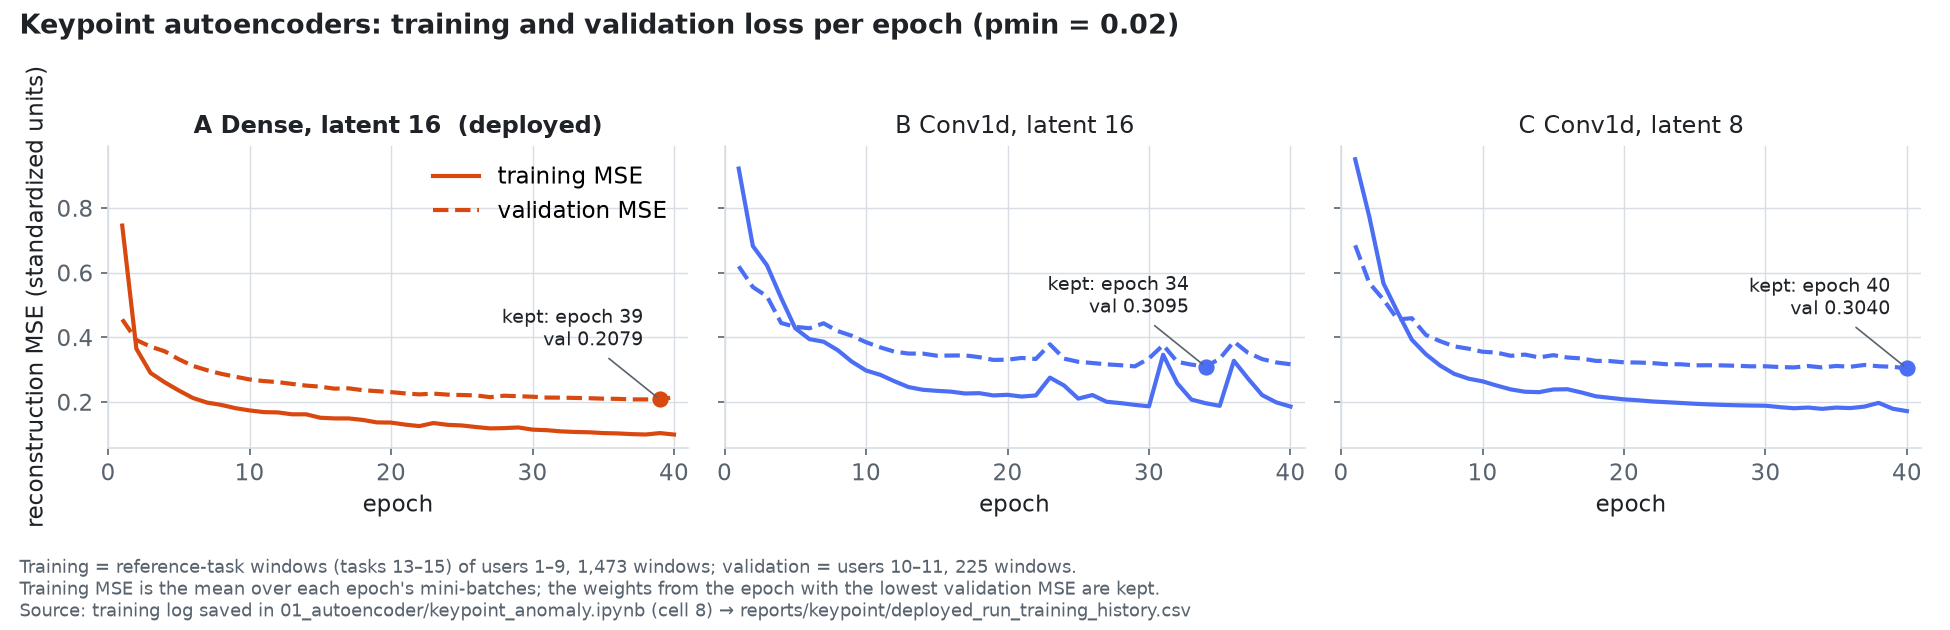 Keypoint autoencoders: training and validation loss per epoch (pmin = 0.02)
reconstruction MSE (standardized units)
A Dense, latent 16  (deployed)
training MSE
validation MSE
kept: epoch 39
val 0.2079
0.8
0.6
0.4
0.2
0 10 20 30 40
epoch
B Conv1d, latent 16
kept: epoch 34
val 0.3095
0 10 20 30 40
epoch
C Conv1d, latent 8
kept: epoch 40
val 0.3040
0 10 20 30 40
epoch
Training = reference-task windows (tasks 13–15) of users 1–9, 1,473 windows; validation = users 10–11, 225 windows.
Training MSE is the mean over each epoch's mini-batches; the weights from the epoch with the lowest validation MSE are kept.
Source: training log saved in 01_autoencoder/keypoint_anomaly.ipynb (cell 8) → reports/keypoint/deployed_run_training_history.csv